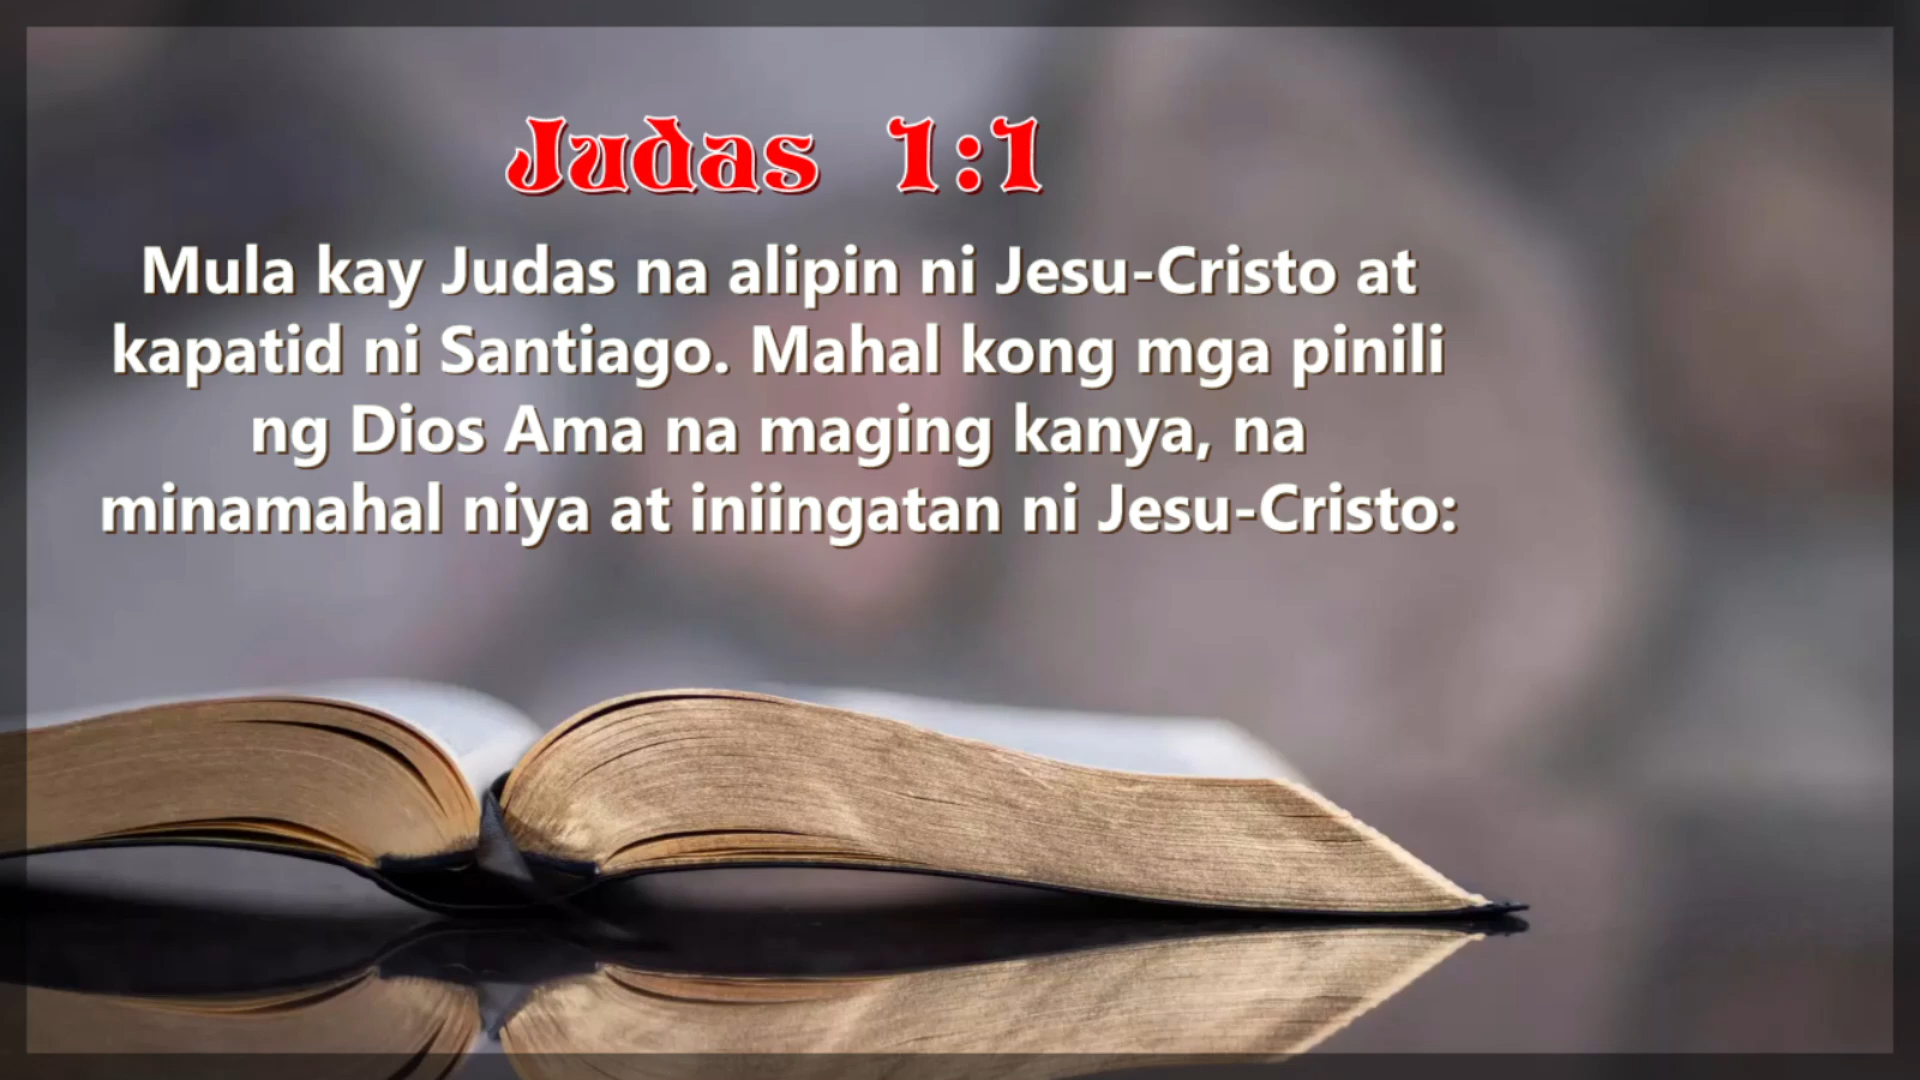 Judas 1:1
Mula kay Judas na alipin ni Jesu-Cristo at
kapatid ni Santiago. Mahal kong mga pinili
ng Dios Ama na maging kanya, na
minamahal niya at iniingatan ni Jesu-Cristo: